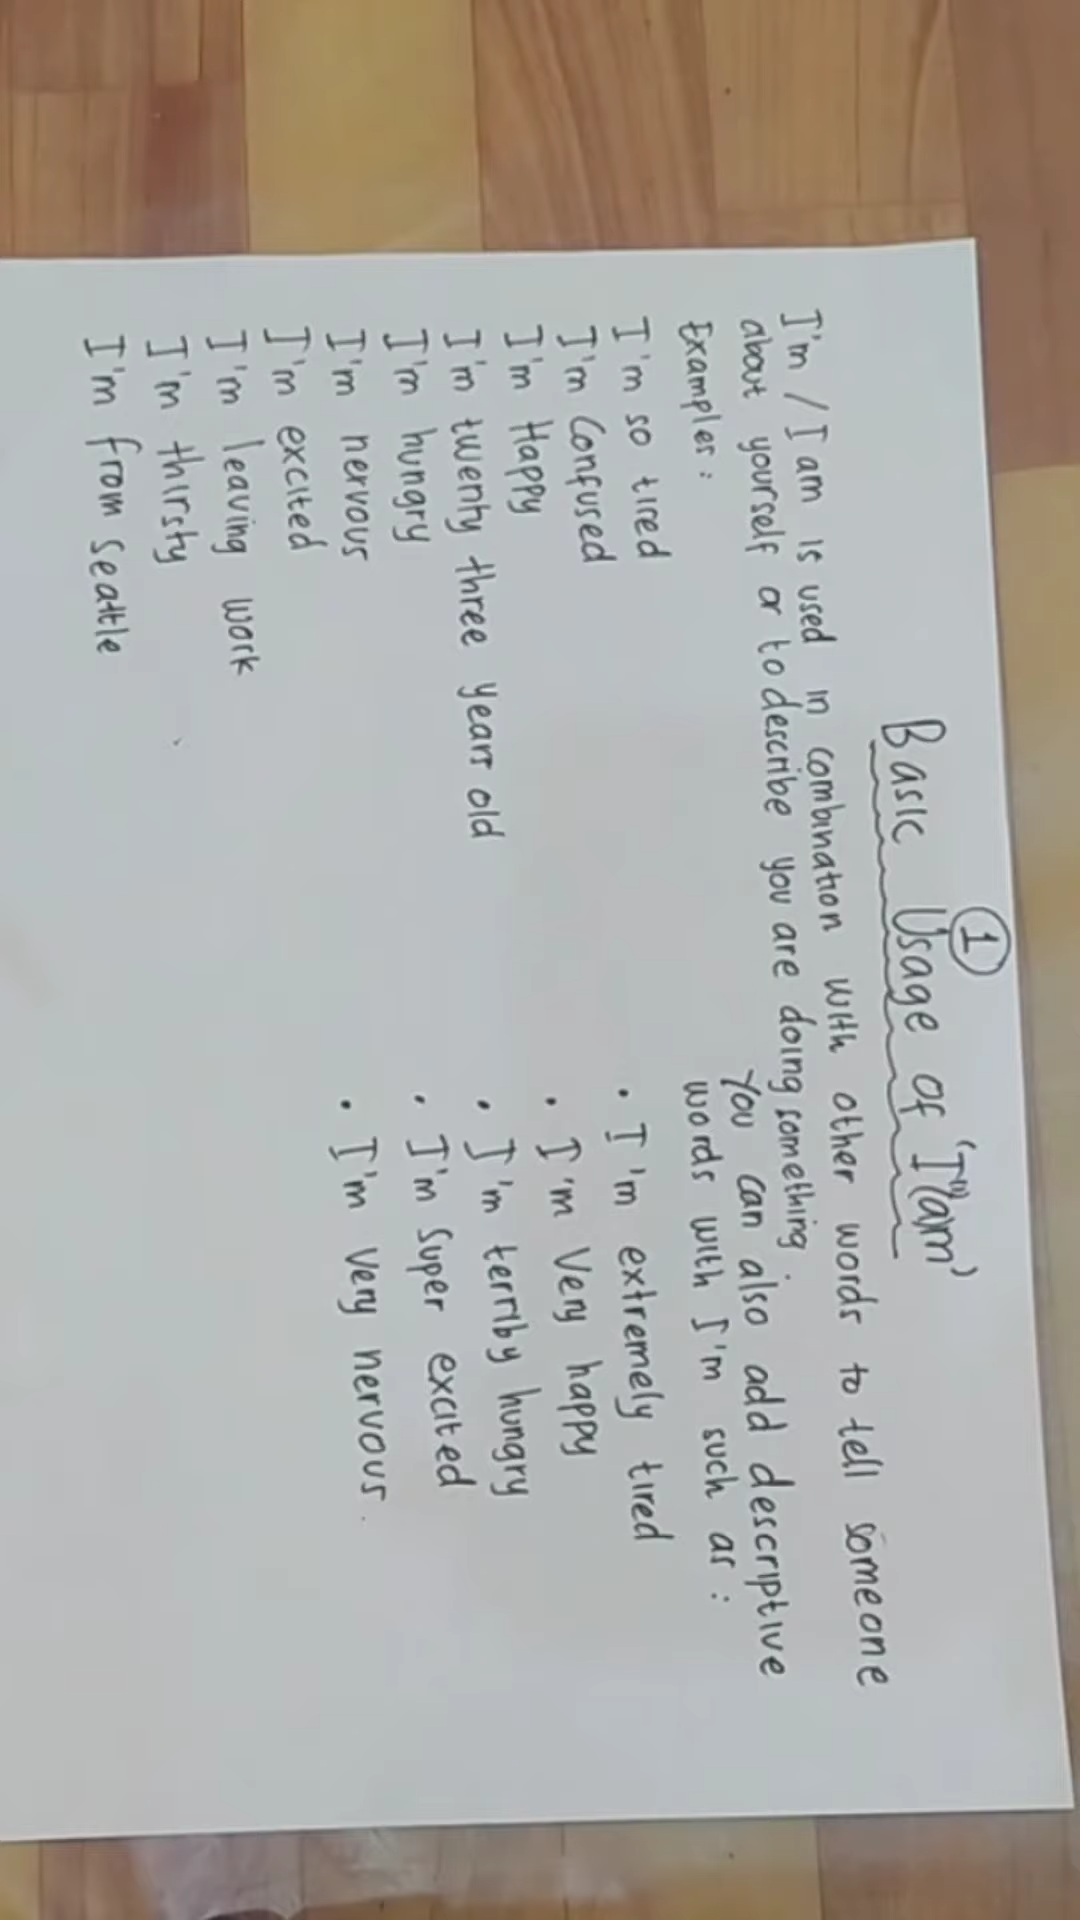 ①
Basic Usage of 'I'm/am'
I'm / I am is used in combination with other words to tell someone
about yourself or to describe you are doing something
Examples:
I'm so tired
I'm Confused
I'm Happy
I'm twenty three years old
I'm hungry
I'm nervous
I'm excited
I'm leaving work
I'm thirsty
I'm from Seattle
You can also add descriptive
words with I'm such as:
• I'm extremely tired
• I'm Very happy
• I'm terriby hungry
• I'm Super excited
• I'm Very nervous.